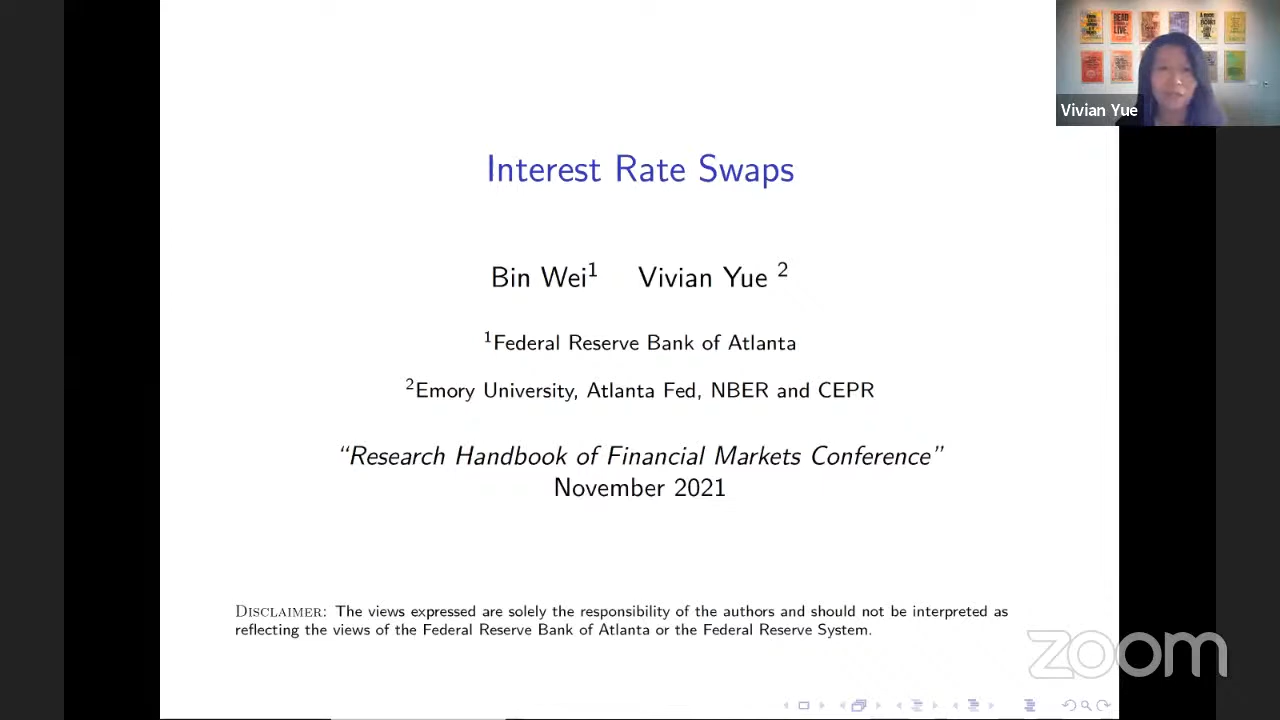 Interest Rate Swaps
Bin Wei¹ Vivian Yue ²
¹Federal Reserve Bank of Atlanta
²Emory University, Atlanta Fed, NBER and CEPR
“Research Handbook of Financial Markets Conference”
November 2021
DISCLAIMER: The views expressed are solely the responsibility of the authors and should not be interpreted as
reflecting the views of the Federal Reserve Bank of Atlanta or the Federal Reserve System.
Vivian Yue
READ
LIVE.
zoom